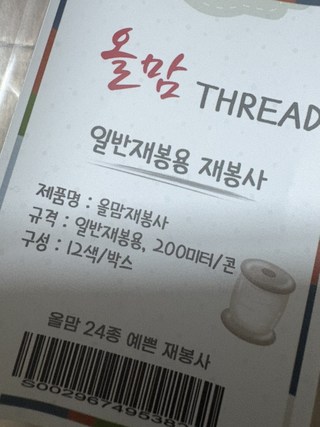 올맘 THREAD
일반재봉용 재봉사
제품명 : 올맘재봉사
규격 : 일반재봉용, 200미터/콘
구성 : 12색/박스
올맘 24종 예쁜 재봉사